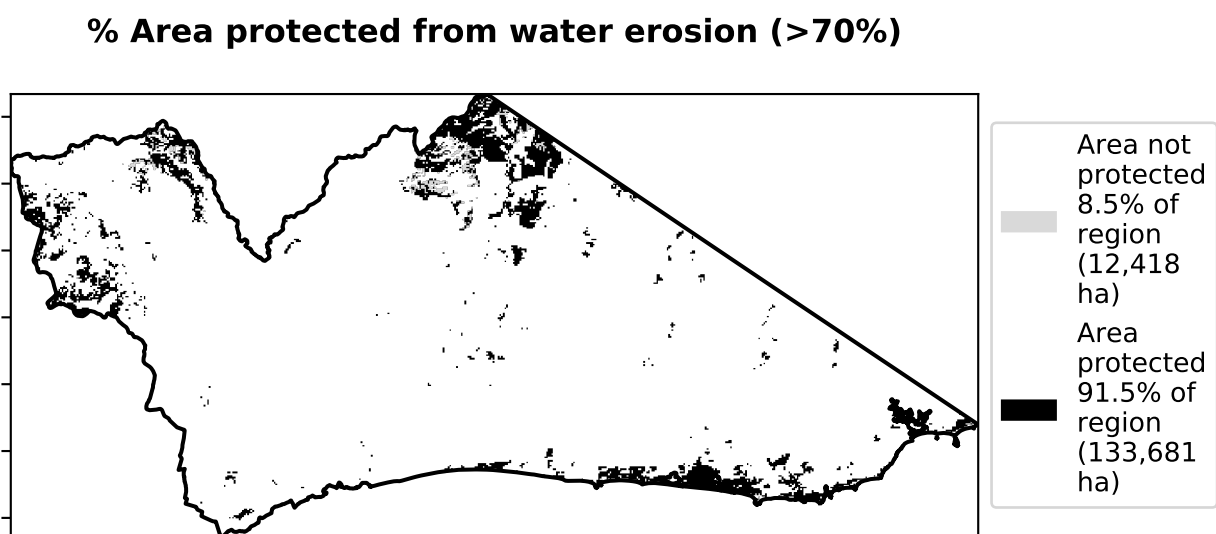 % Area protected from water erosion (>70%)
Area not
protected
8.5% of
region
(12,418
ha)
Area
protected
91.5% of
region
(133,681
ha)